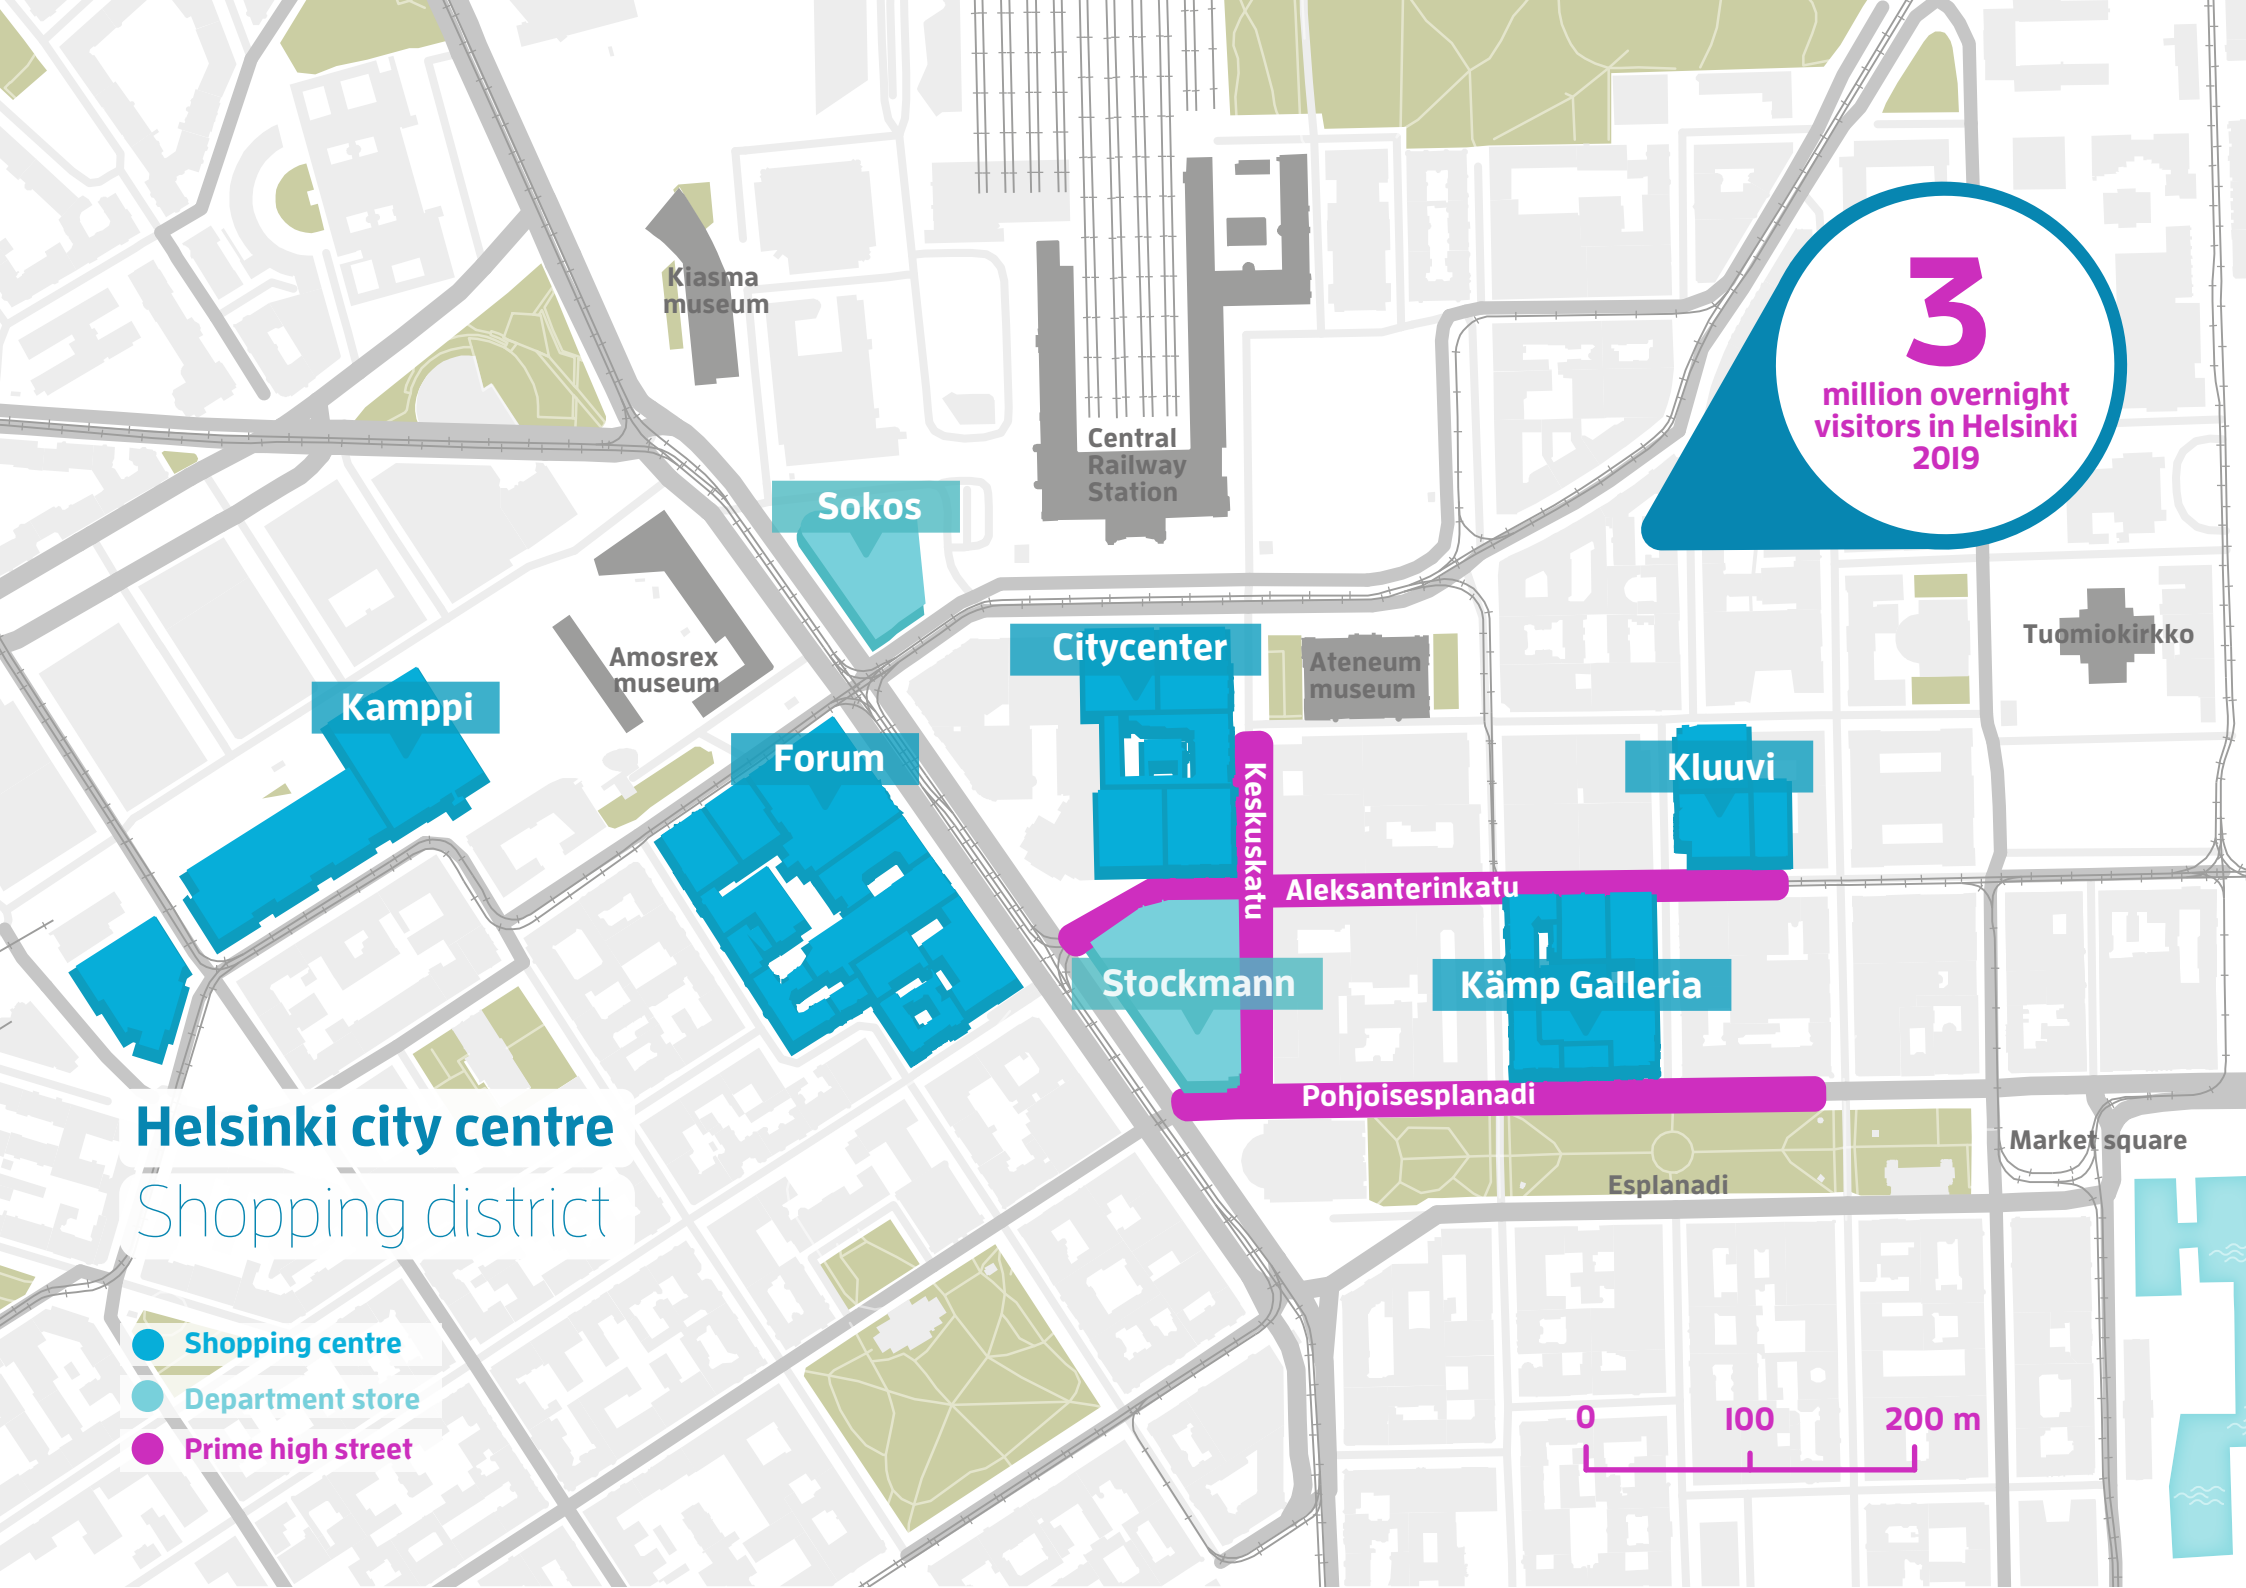 3
million overnight
visitors in Helsinki
2019
Kiasma
museum
Central
Railway
Station
Sokos
Amosrex
museum
Citycenter
Ateneum
museum
Tuomiokirkko
Kamppi
Forum
Kluuvi
Keskuskatu
Aleksanterinkatu
Stockmann
Kämp Galleria
Pohjoisesplanadi
Market square
Esplanadi
Helsinki city centre
Shopping district
Shopping centre
Department store
Prime high street
0 100 200 m